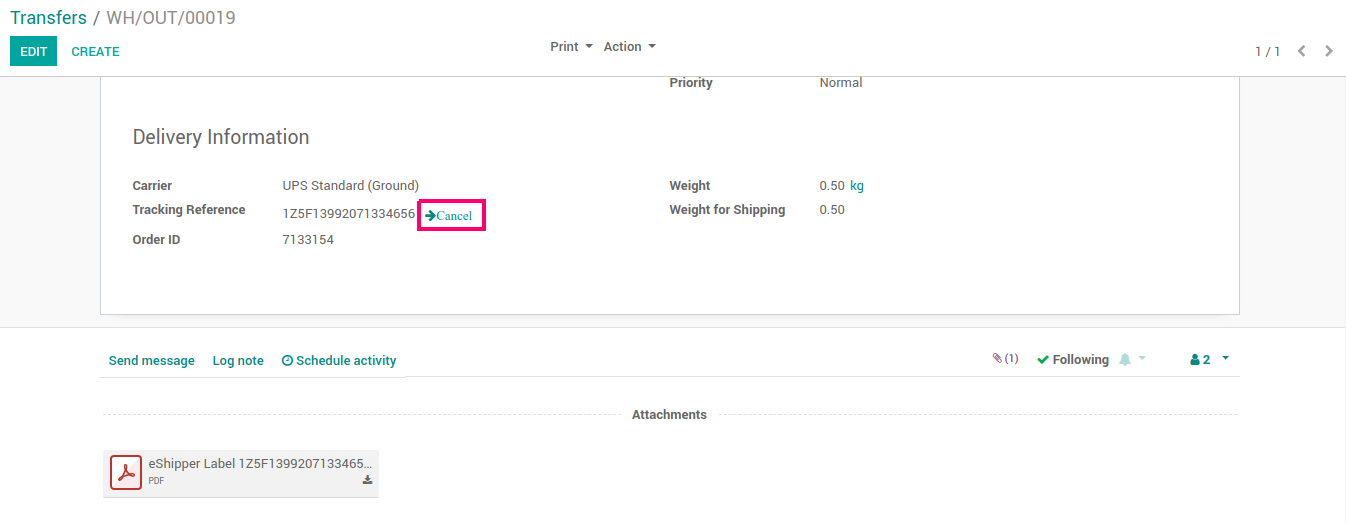 Transfers / WH/OUT/00019
EDIT CREATE Print Action 1 / 1
Priority Normal
Delivery Information
Carrier UPS Standard (Ground) Weight 0.50 kg
Tracking Reference 1Z5F13992071334656 Cancel Weight for Shipping 0.50
Order ID 7133154
Send message Log note Schedule activity (1) Following 2
Attachments
eShipper Label 1Z5F1399207133465...
PDF